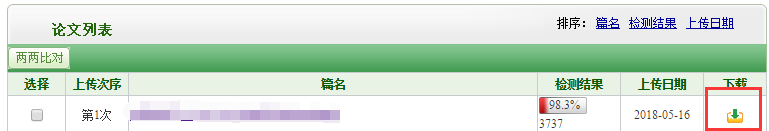 论文列表
排序： 篇名 检测结果 上传日期
两两比对
选择 上传次序 篇名 检测结果 上传日期 下载
第1次 98.3% 2018-05-16
3737